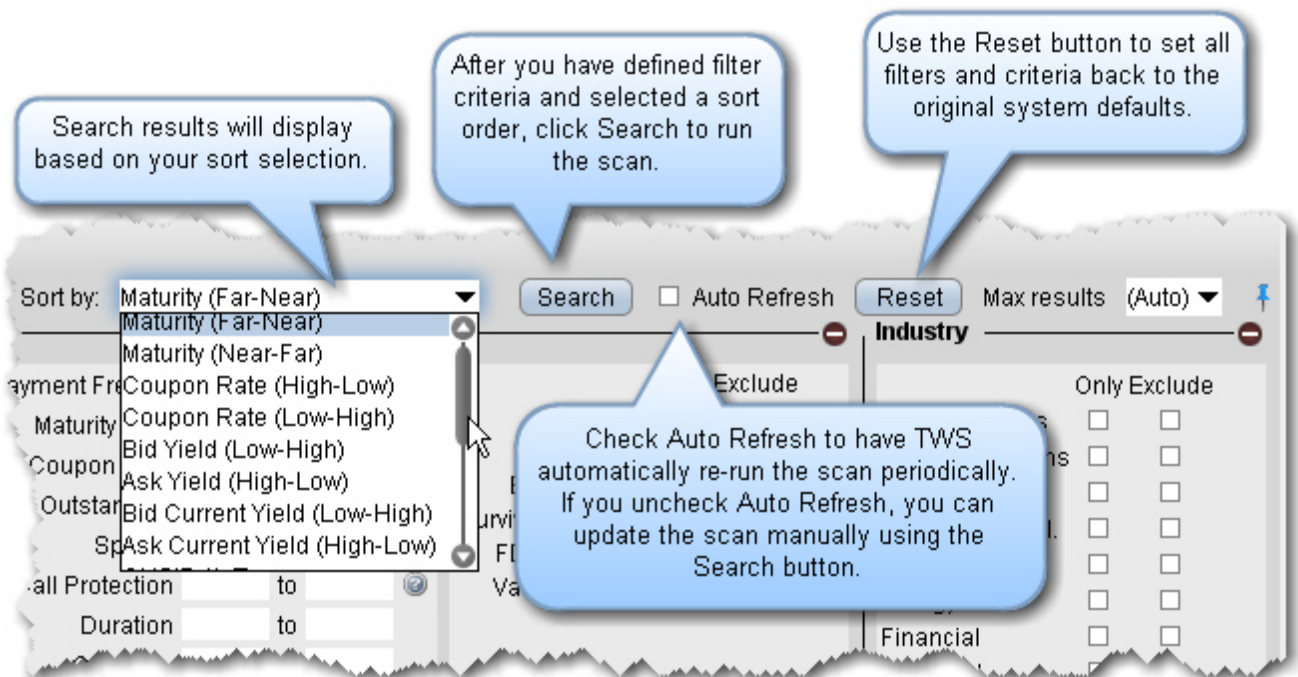 Search results will display
based on your sort selection.
After you have defined filter
criteria and selected a sort
order, click Search to run
the scan.
Use the Reset button to set all
filters and criteria back to the
original system defaults.
Sort by: Maturity (Far-Near)
Search
Auto Refresh
Reset
Max results (Auto)
Maturity (Far-Near)
Maturity (Near-Far)
Coupon Rate (High-Low)
Coupon Rate (Low-High)
Bid Yield (Low-High)
Ask Yield (High-Low)
Bid Current Yield (Low-High)
Ask Current Yield (High-Low)
Maturity
Coupon
all Protection to
Duration to
Exclude
Check Auto Refresh to have TWS
automatically re-run the scan periodically.
If you uncheck Auto Refresh, you can
update the scan manually using the
Search button.
Industry
Only Exclude
Financial